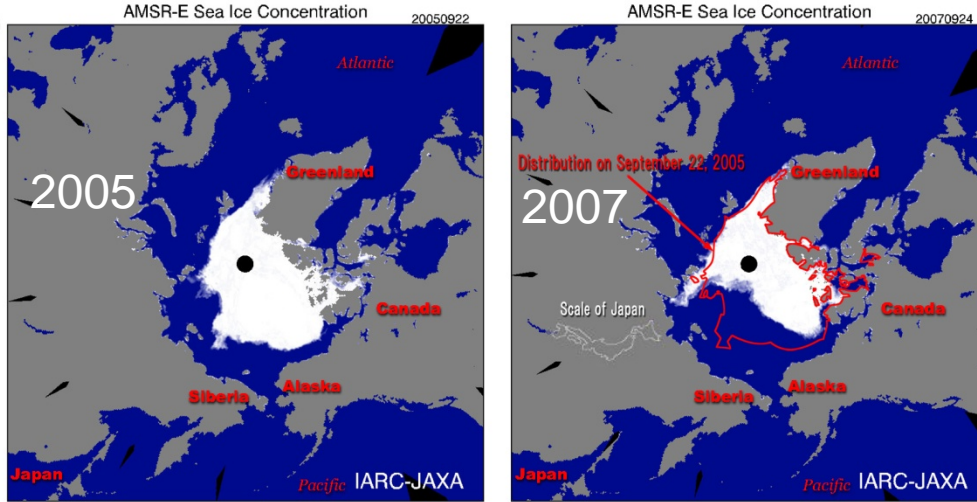 AMSR-E Sea Ice Concentration
20050922
Atlantic
Greenland
2005
Canada
Siberia
Alaska
Japan
Pacific
IARC-JAXA
AMSR-E Sea Ice Concentration
20070924
Atlantic
Distribution on September 22, 2005
Greenland
2007
Scale of Japan
Canada
Siberia
Alaska
Pacific
IARC-JAXA